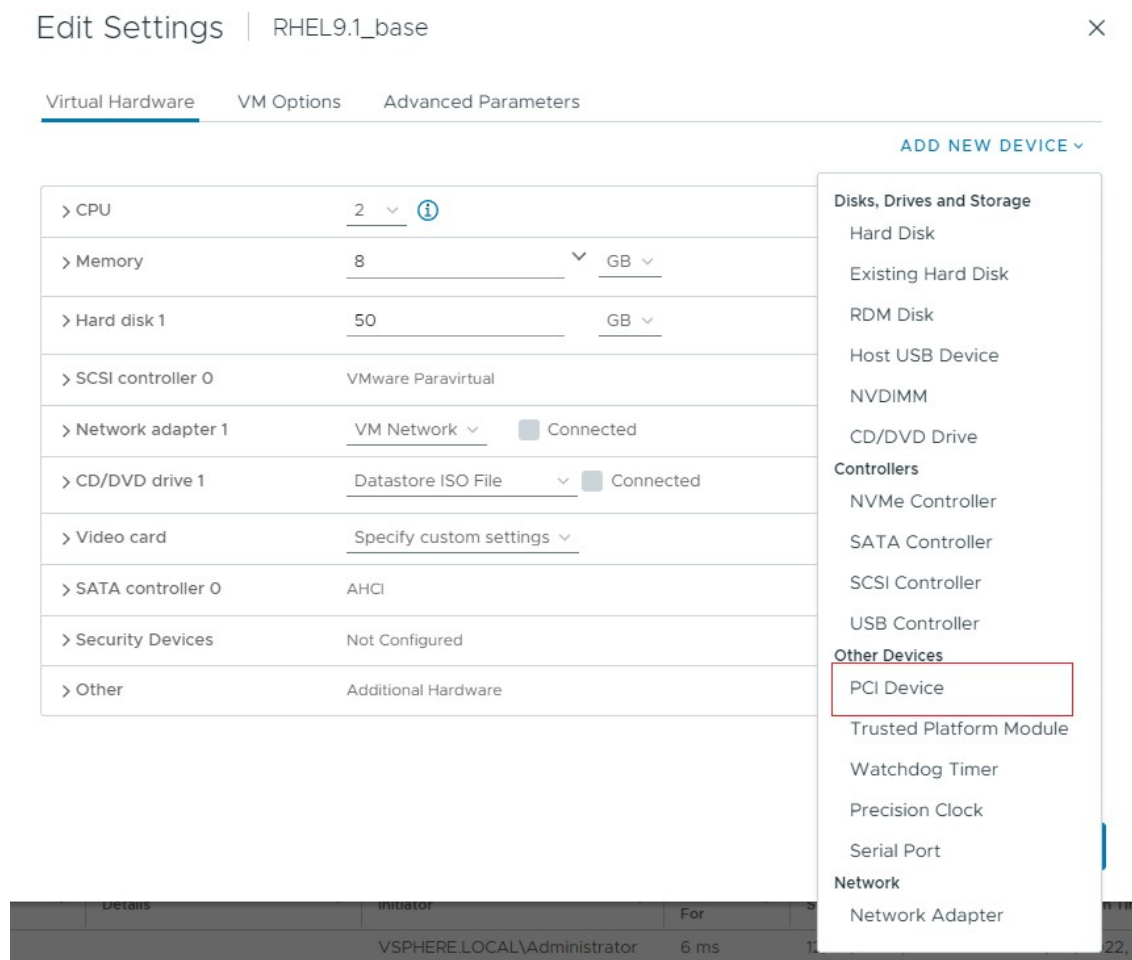 Edit Settings RHEL9.1_base
Virtual Hardware VM Options Advanced Parameters
ADD NEW DEVICE
CPU 2
Memory 8 GB
Hard disk 1 50 GB
SCSI controller 0 VMware Paravirtual
Network adapter 1 VM Network Connected
CD/DVD drive 1 Datastore ISO File Connected
Video card Specify custom settings
SATA controller 0 AHCI
Security Devices Not Configured
Other Additional Hardware
Disks, Drives and Storage
Hard Disk
Existing Hard Disk
RDM Disk
Host USB Device
NVDIMM
CD/DVD Drive
Controllers
NVMe Controller
SATA Controller
SCSI Controller
USB Controller
Other Devices
PCI Device
Trusted Platform Module
Watchdog Timer
Precision Clock
Serial Port
Network
Network Adapter
Details Initiator For
VSPHERE.LOCAL\Administrator 6 ms